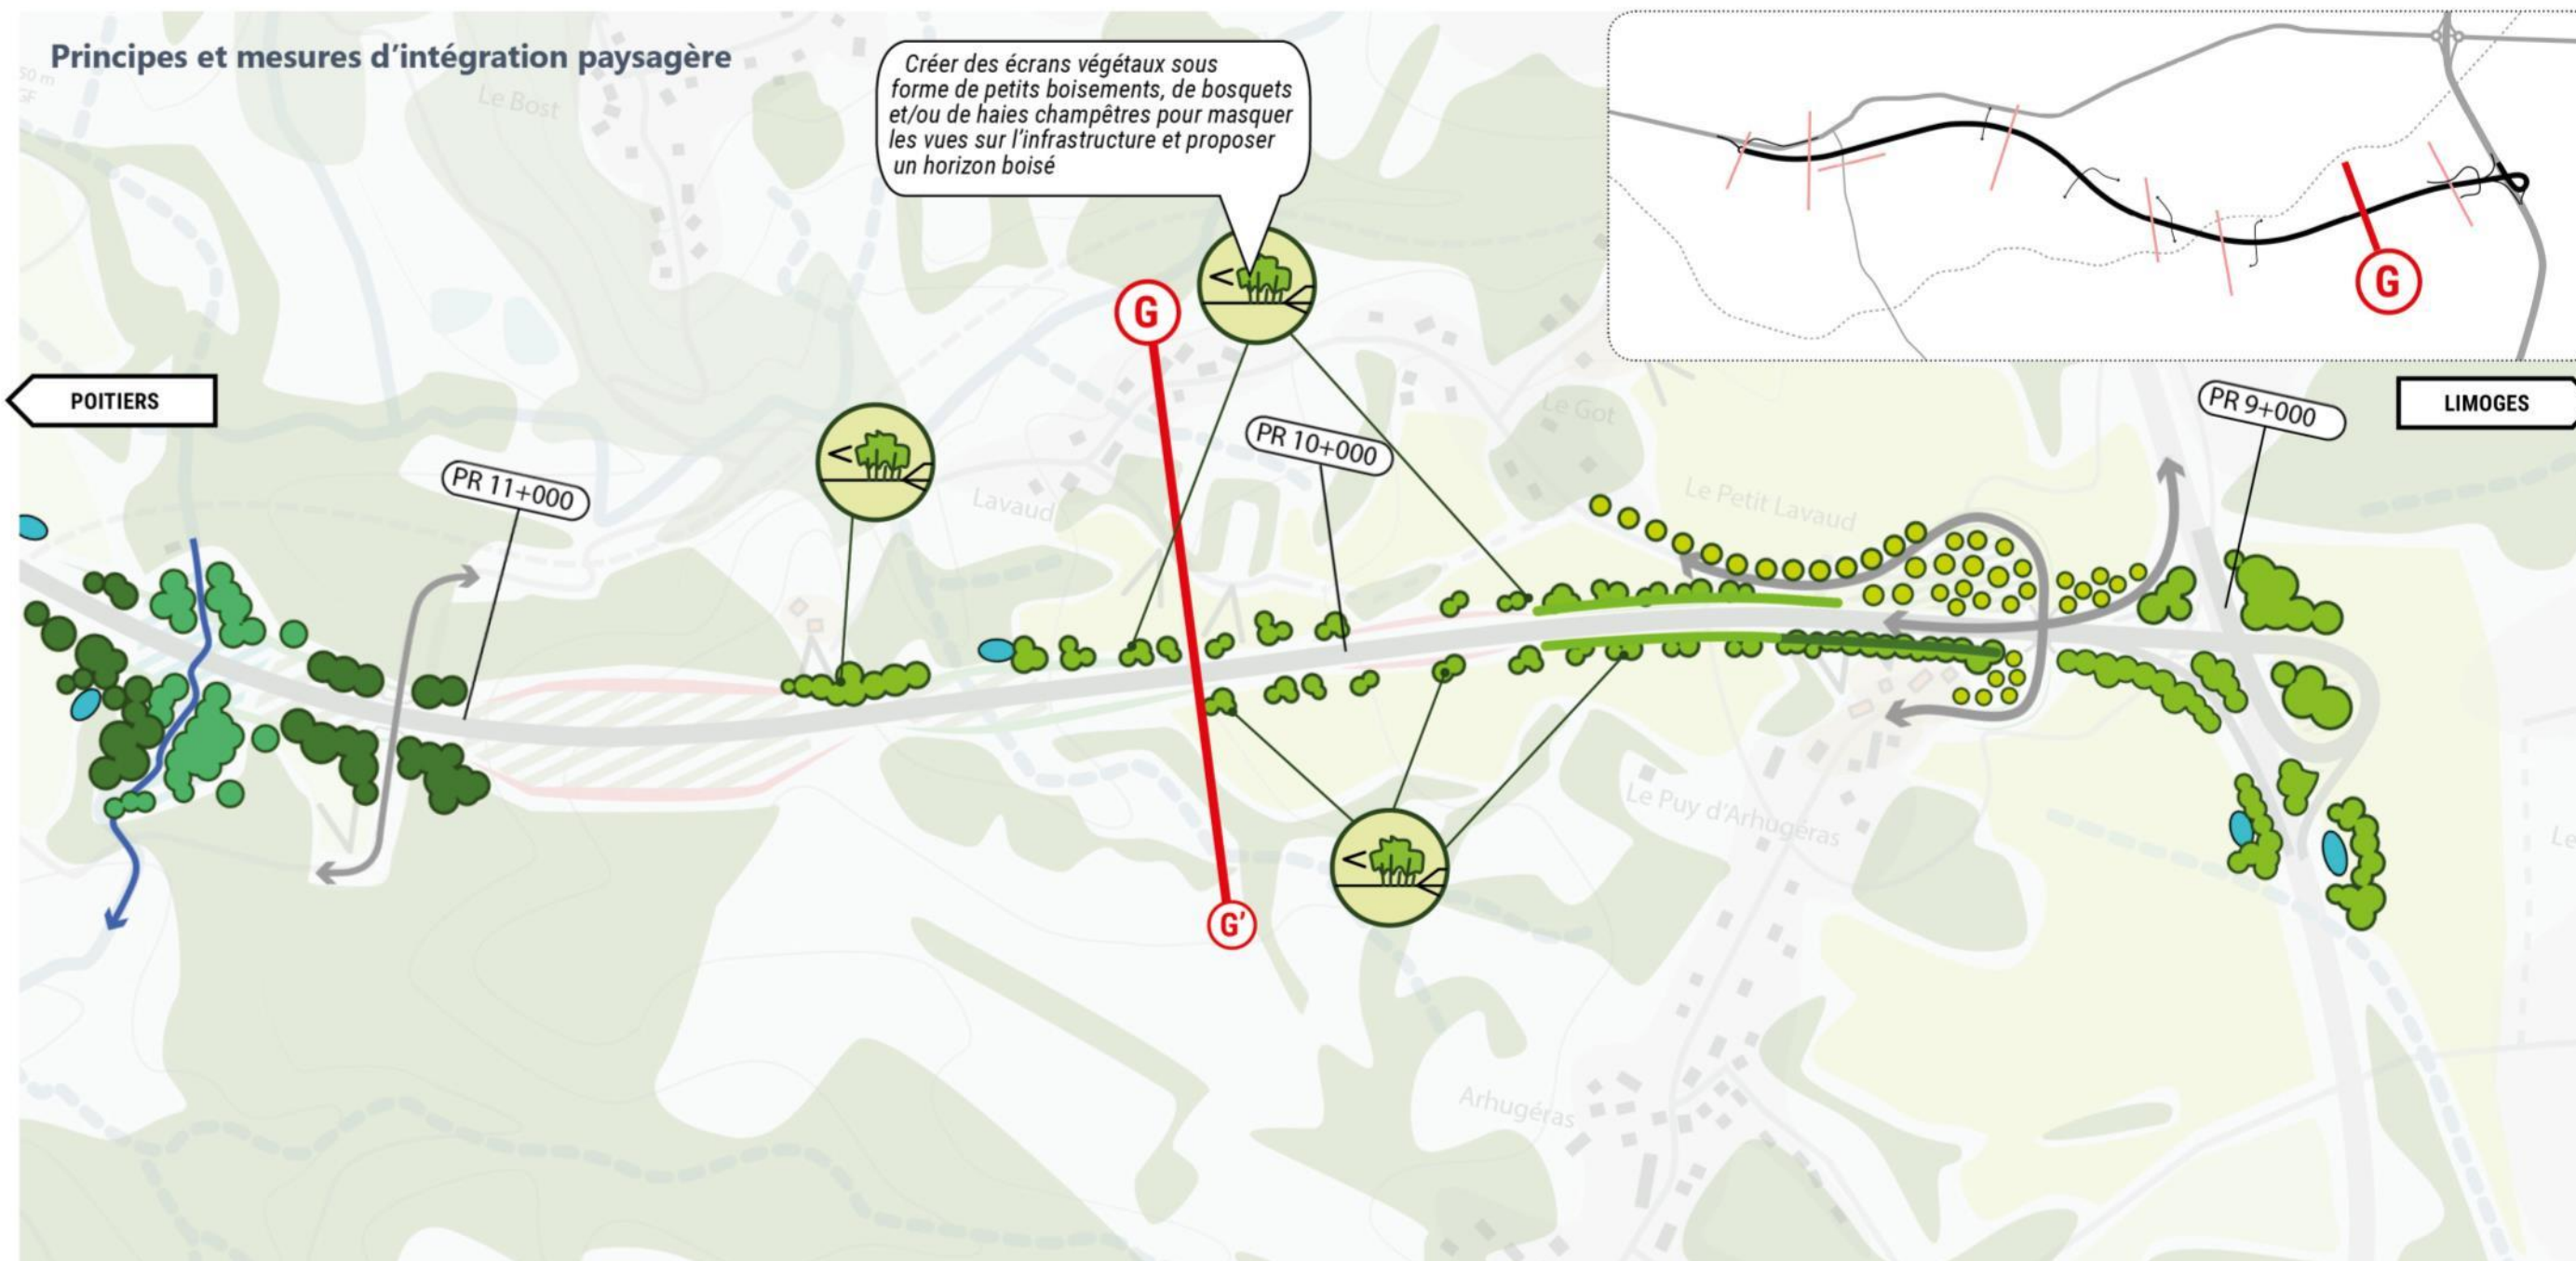 Principes et mesures d'intégration paysagère
50 m
Le Bost
Créer des écrans végétaux sous
forme de petits boisements, de bosquets
et/ou de haies champêtres pour masquer
les vues sur l'infrastructure et proposer
un horizon boisé
G
G
POITIERS
LIMOGES
PR 9+000
PR 10+000
PR 11+000
Le Got
Lavaud
Le Petit Lavaud
Le Puy d'Arhugéras
G'
Arhugéras
Le